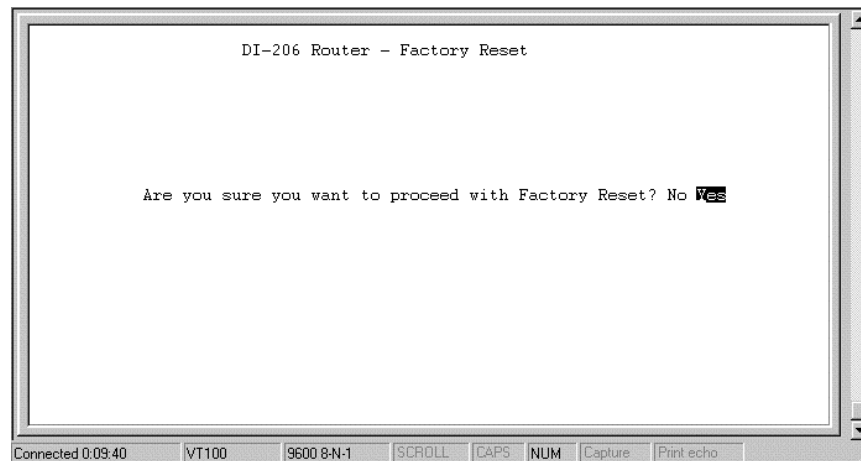 DI-206 Router - Factory Reset
Are you sure you want to proceed with Factory Reset? No Yes
Connected 0:09:40 VT100 9600 8-N-1 SCROLL CAPS NUM Capture Print echo